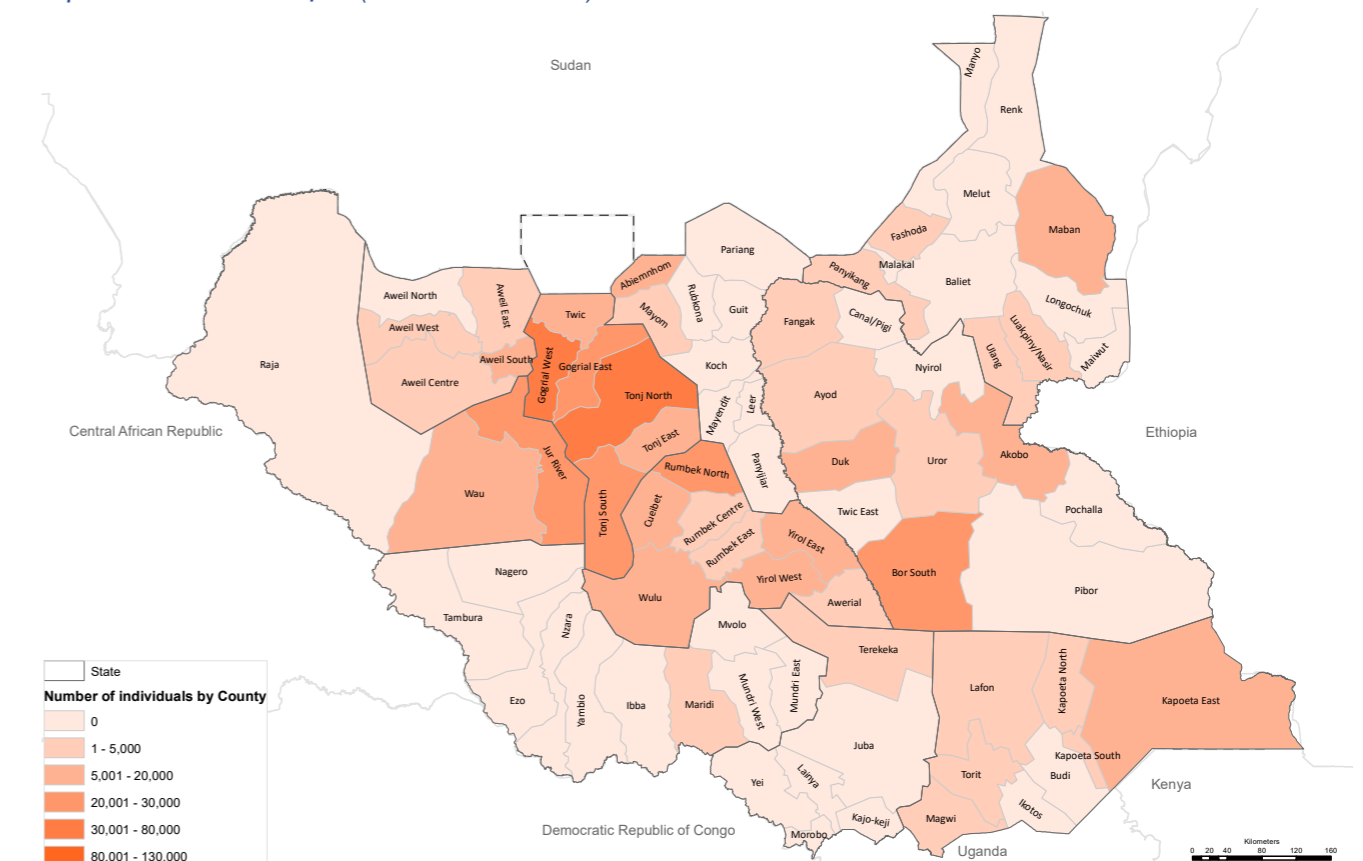 Sudan
Manyo
Renk
Melut
Maban
Fashoda
Pariang
Malakal
Panyikang
Baliet
Abiemnhom
Aweil North
Aweil East
Rubkona
Guit
Longochuk
Twic
Mayom
Fangak
Canal/Pigi
Luakpiny/Nasir
Aweil West
Maiwut
Ulang
Aweil South
Gogrial West
Gogrial East
Koch
Nyirol
Raja
Aweil Centre
Tonj North
Ayod
Mayendit
Leer
Central African Republic
Ethiopia
Tonj East
Jur River
Rumbek North
Panyijiar
Duk
Uror
Akobo
Wau
Tonj South
Cueibet
Rumbek Centre
Twic East
Pochalla
Rumbek East
Yirol East
Nagero
Bor South
Yirol West
Pibor
Wulu
Awerial
Tambura
Nzara
Mvolo
Terekeka
State
Number of individuals by County
0
1 - 5,000
5,001 - 20,000
20,001 - 30,000
30,001 - 80,000
80,001 - 130,000
Ezo
Yambio
Ibba
Maridi
Mundri West
Mundri East
Lafon
Kapoeta North
Kapoeta East
Juba
Kapoeta South
Torit
Budi
Yei
Lainya
Kenya
Ikotos
Magwi
Kajo-keji
Morobo
Democratic Republic of Congo
Uganda
Kilometers
0 20 40 80 120 160